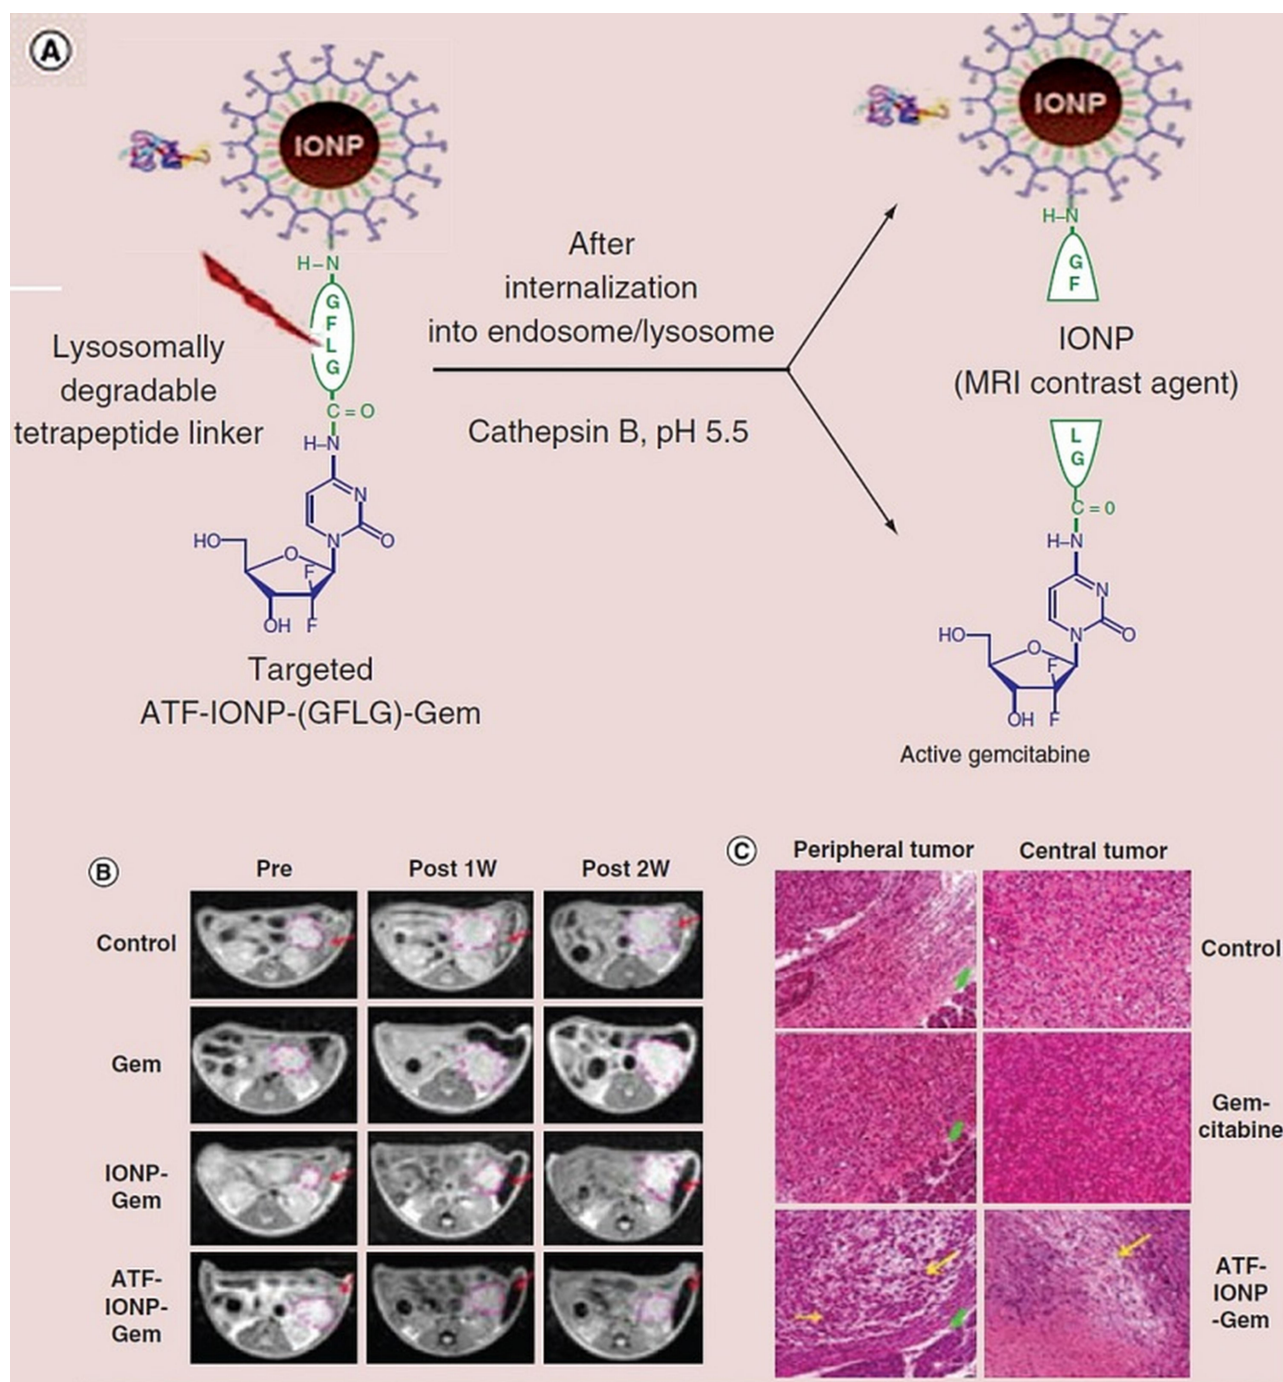 A
IONP
H–N
G
F
L
G
C=O
H–N
N
N
O
HO
O
F
OH F
Lysosomally
degradable
tetrapeptide linker
Targeted
ATF-IONP-(GFLG)-Gem
After
internalization
into endosome/lysosome
Cathepsin B, pH 5.5
IONP
H–N
G
F
IONP
(MRI contrast agent)
L
G
C=0
H–N
N
N
O
HO
O
F
OH F
Active gemcitabine
B
Pre Post 1W Post 2W
Control
Gem
IONP-
Gem
ATF-
IONP-
Gem
C
Peripheral tumor Central tumor
Control
Gem-
citabine
ATF-
IONP
-Gem